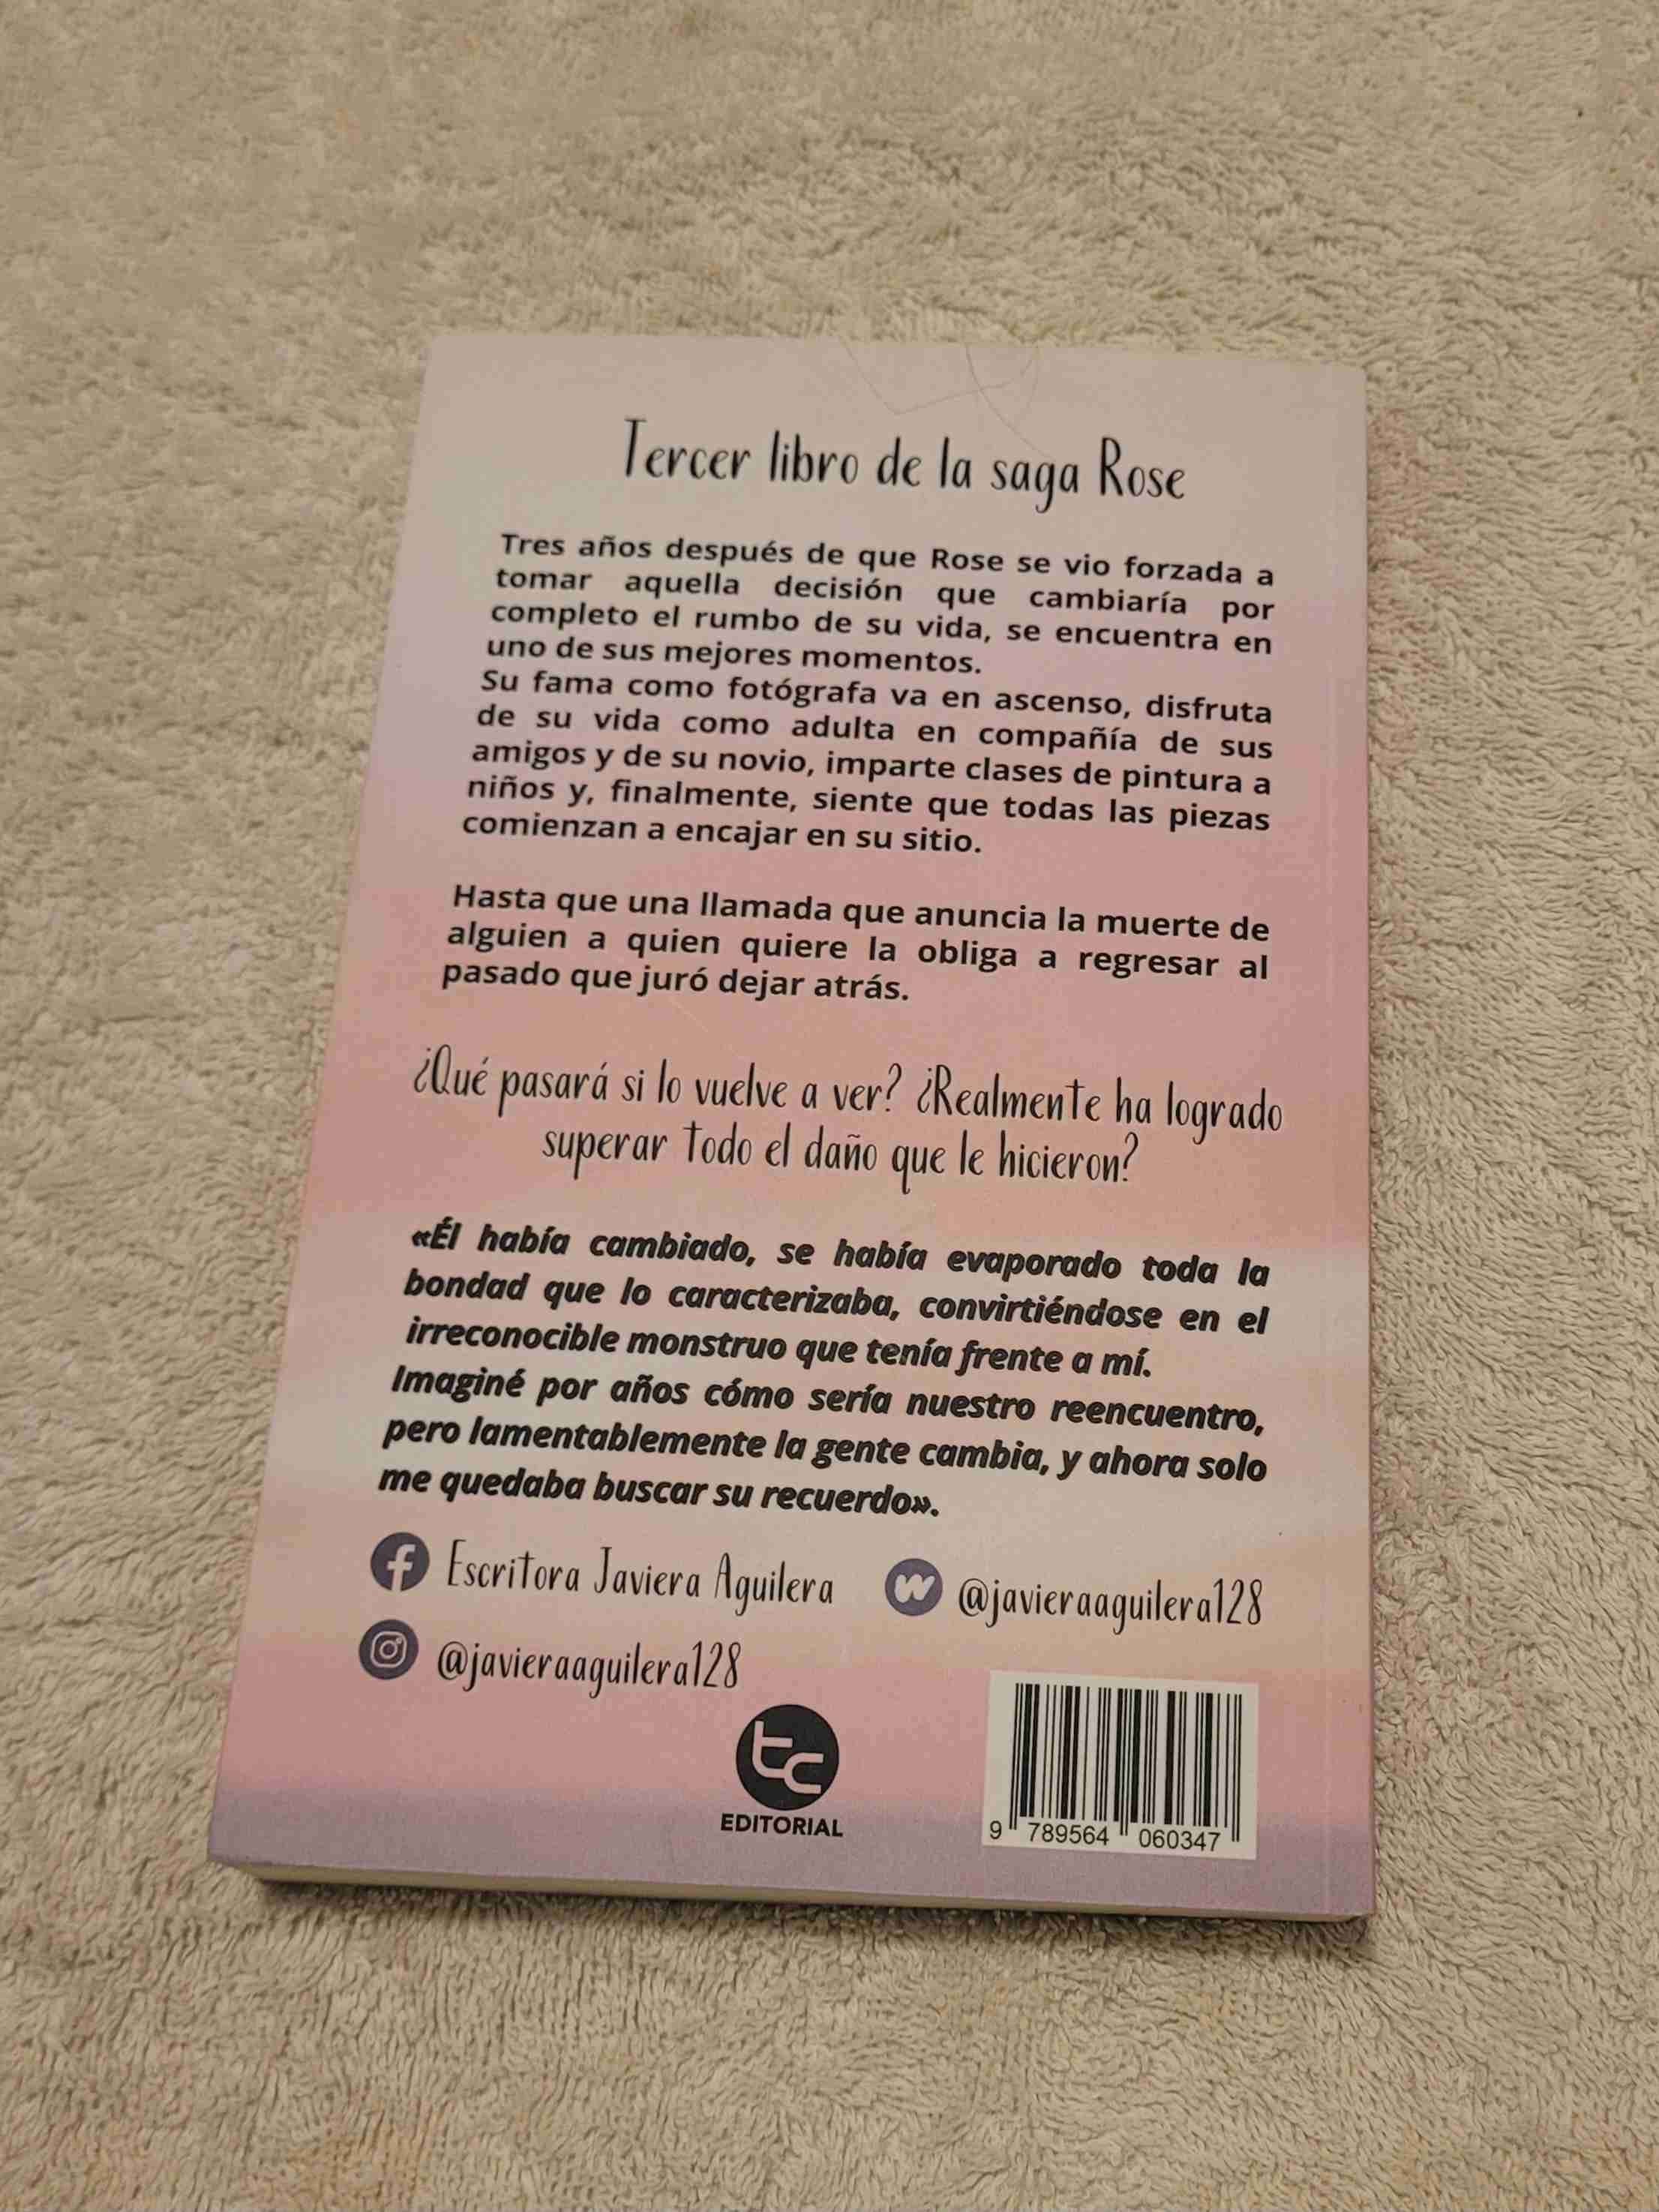 Tercer libro de la saga Rose
Tres años después de que Rose se vio forzada a
tomar aquella decisión que cambiaría por
completo el rumbo de su vida, se encuentra en
uno de sus mejores momentos.
Su fama como fotógrafa va en ascenso, disfruta
de su vida como adulta en compañía de sus
amigos y de su novio, imparte clases de pintura a
niños y, finalmente, siente que todas las piezas
comienzan a encajar en su sitio.
Hasta que una llamada que anuncia la muerte de
alguien a quien quiere la obliga a regresar al
pasado que juró dejar atrás.
¿Qué pasará si lo vuelve a ver? ¿Realmente ha logrado
superar todo el daño que le hicieron?
«Él había cambiado, se había evaporado toda la
bondad que lo caracterizaba, convirtiéndose en el
irreconocible monstruo que tenía frente a mí.
Imaginé por años cómo sería nuestro reencuentro,
pero lamentablemente la gente cambia, y ahora solo
me quedaba buscar su recuerdo».
Escritora Javiera Aguilera @javieraaguilera128
@javieraaguilera128
tc
EDITORIAL
9 789564 060347